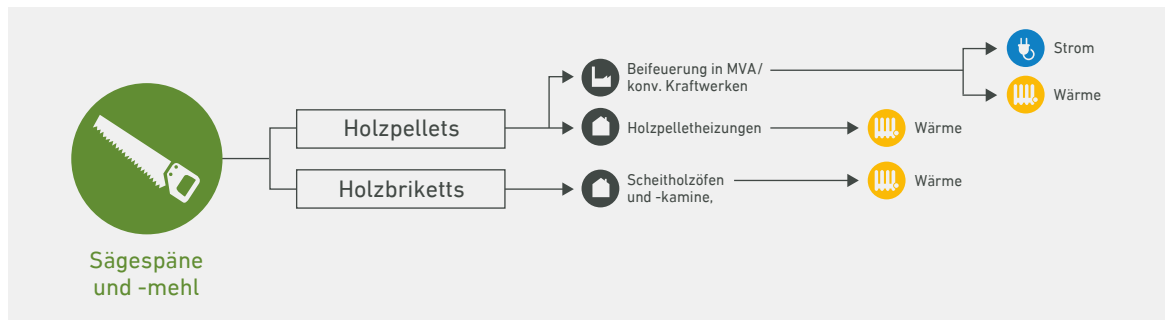 Sägespäne
und -mehl
Holzpellets
Holzbriketts
Beifeuerung in MVA/
konv. Kraftwerken
Holzpelletheizungen
Scheitholzöfen
und -kamine,
Strom
Wärme
Wärme
Wärme